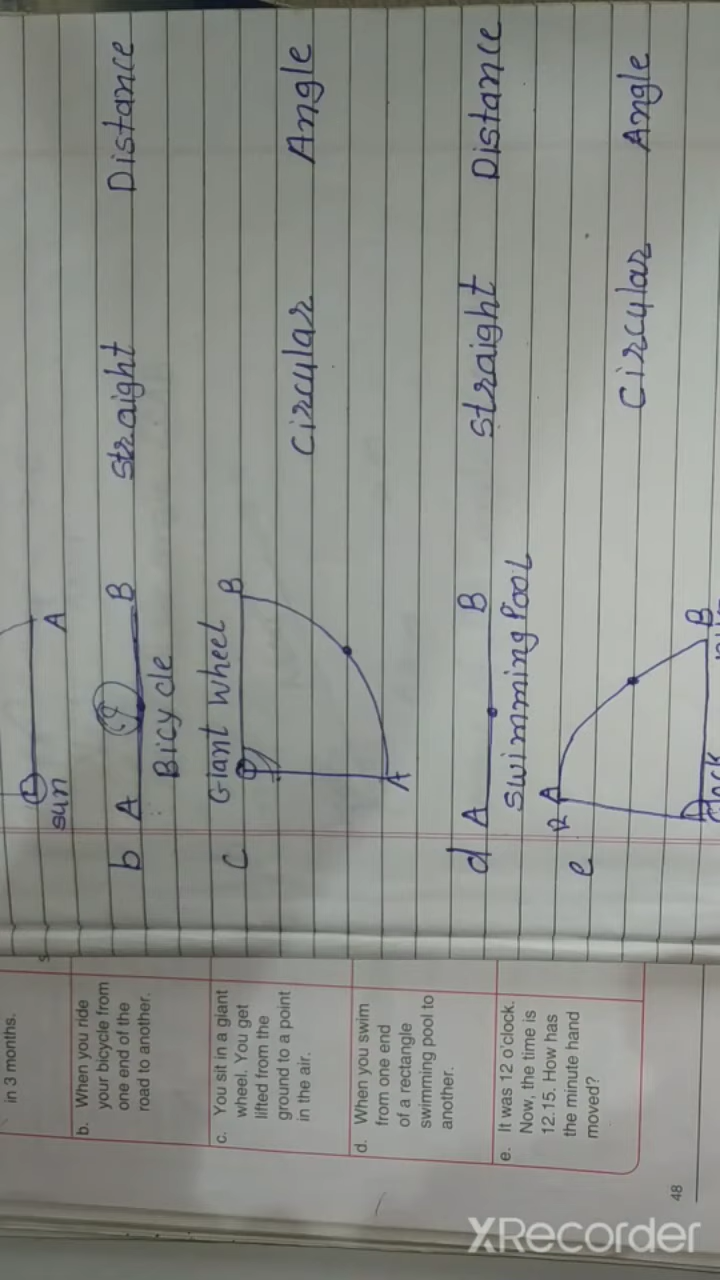 A
sun
b A B straight Distance
Bicycle
c Giant wheel B
circular Angle
A
d A B straight Distance
swimming Pool
12 A
e
circular Angle
B
in 3 months.
b. When you ride
your bicycle from
one end of the
road to another.
c. You sit in a giant
wheel. You get
lifted from the
ground to a point
in the air.
d. When you swim
from one end
of a rectangle
swimming pool to
another.
e. It was 12 o'clock.
Now, the time is
12.15. How has
the minute hand
moved?
48
XRecorder